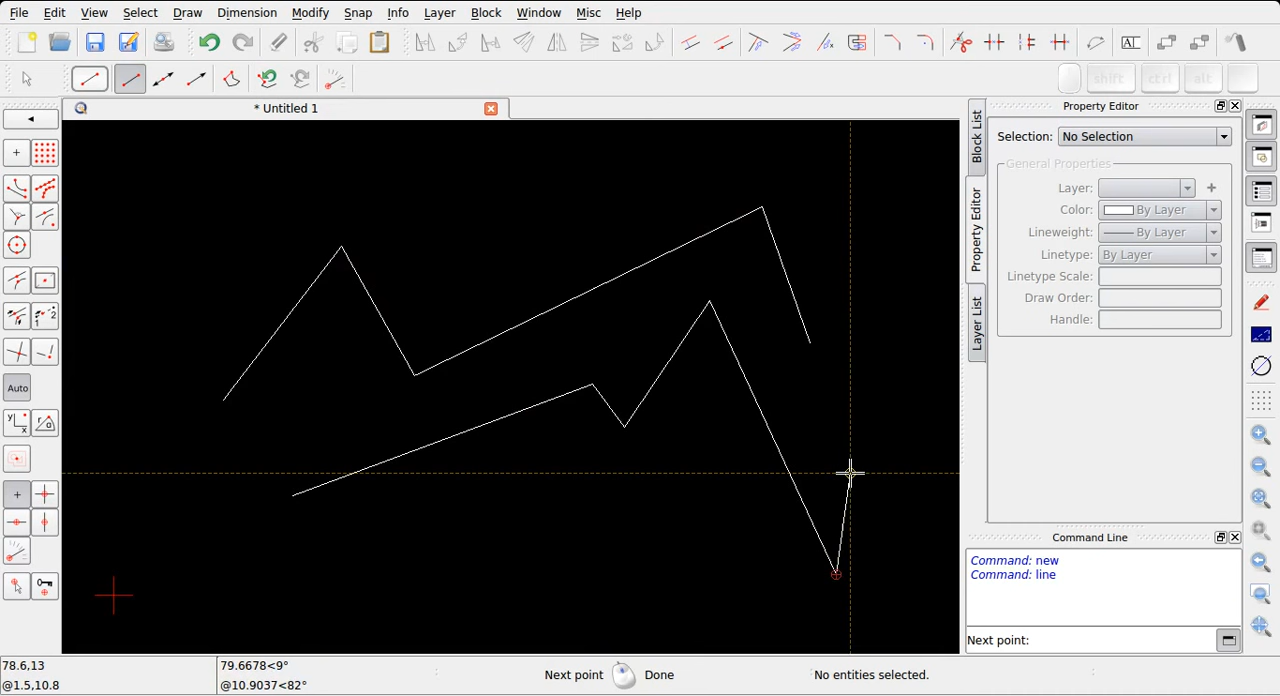 File Edit View Select Draw Dimension Modify Snap Info Layer Block Window Misc Help
shift ctrl alt
* Untitled 1
Property Editor
Block List
Property Editor
Layer List
Selection: No Selection
General Properties
Layer:
Color: By Layer
Lineweight: By Layer
Linetype: By Layer
Linetype Scale:
Draw Order:
Handle:
Auto
Command Line
Command: new
Command: line
Next point:
78.6,13
@1.5,10.8
79.6678<9°
@10.9037<82°
Next point Done
No entities selected.